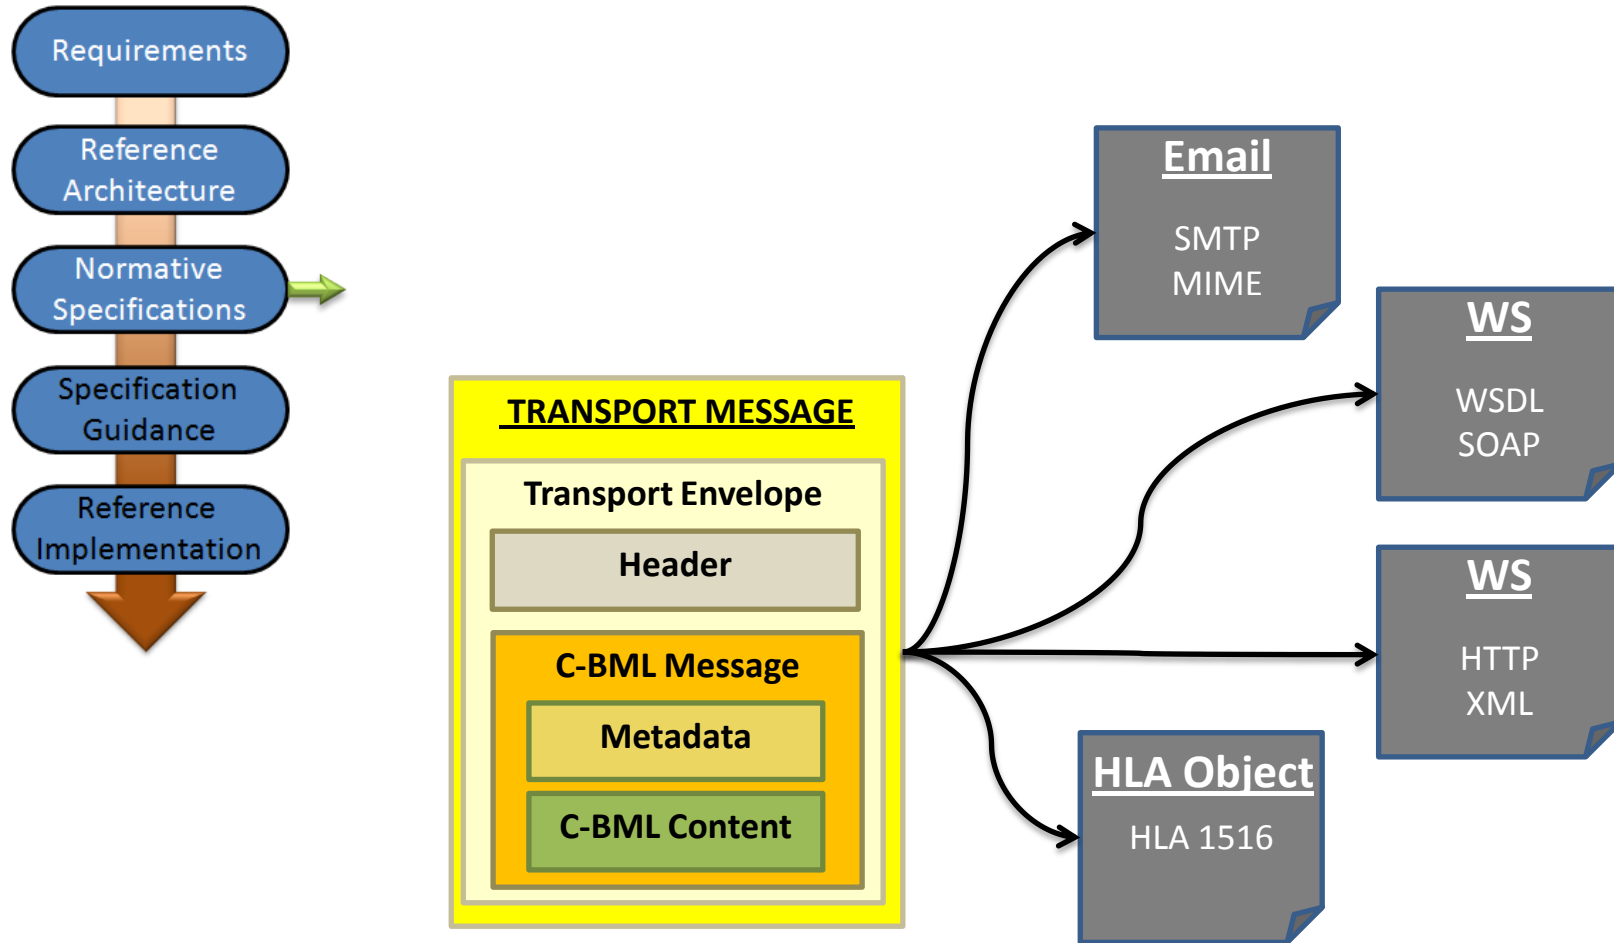 Requirements
Reference
Architecture
Normative
Specifications
Specification
Guidance
Reference
Implementation
TRANSPORT MESSAGE
Transport Envelope
Header
C-BML Message
Metadata
C-BML Content
Email
SMTP
MIME
WS
WSDL
SOAP
WS
HTTP
XML
HLA Object
HLA 1516